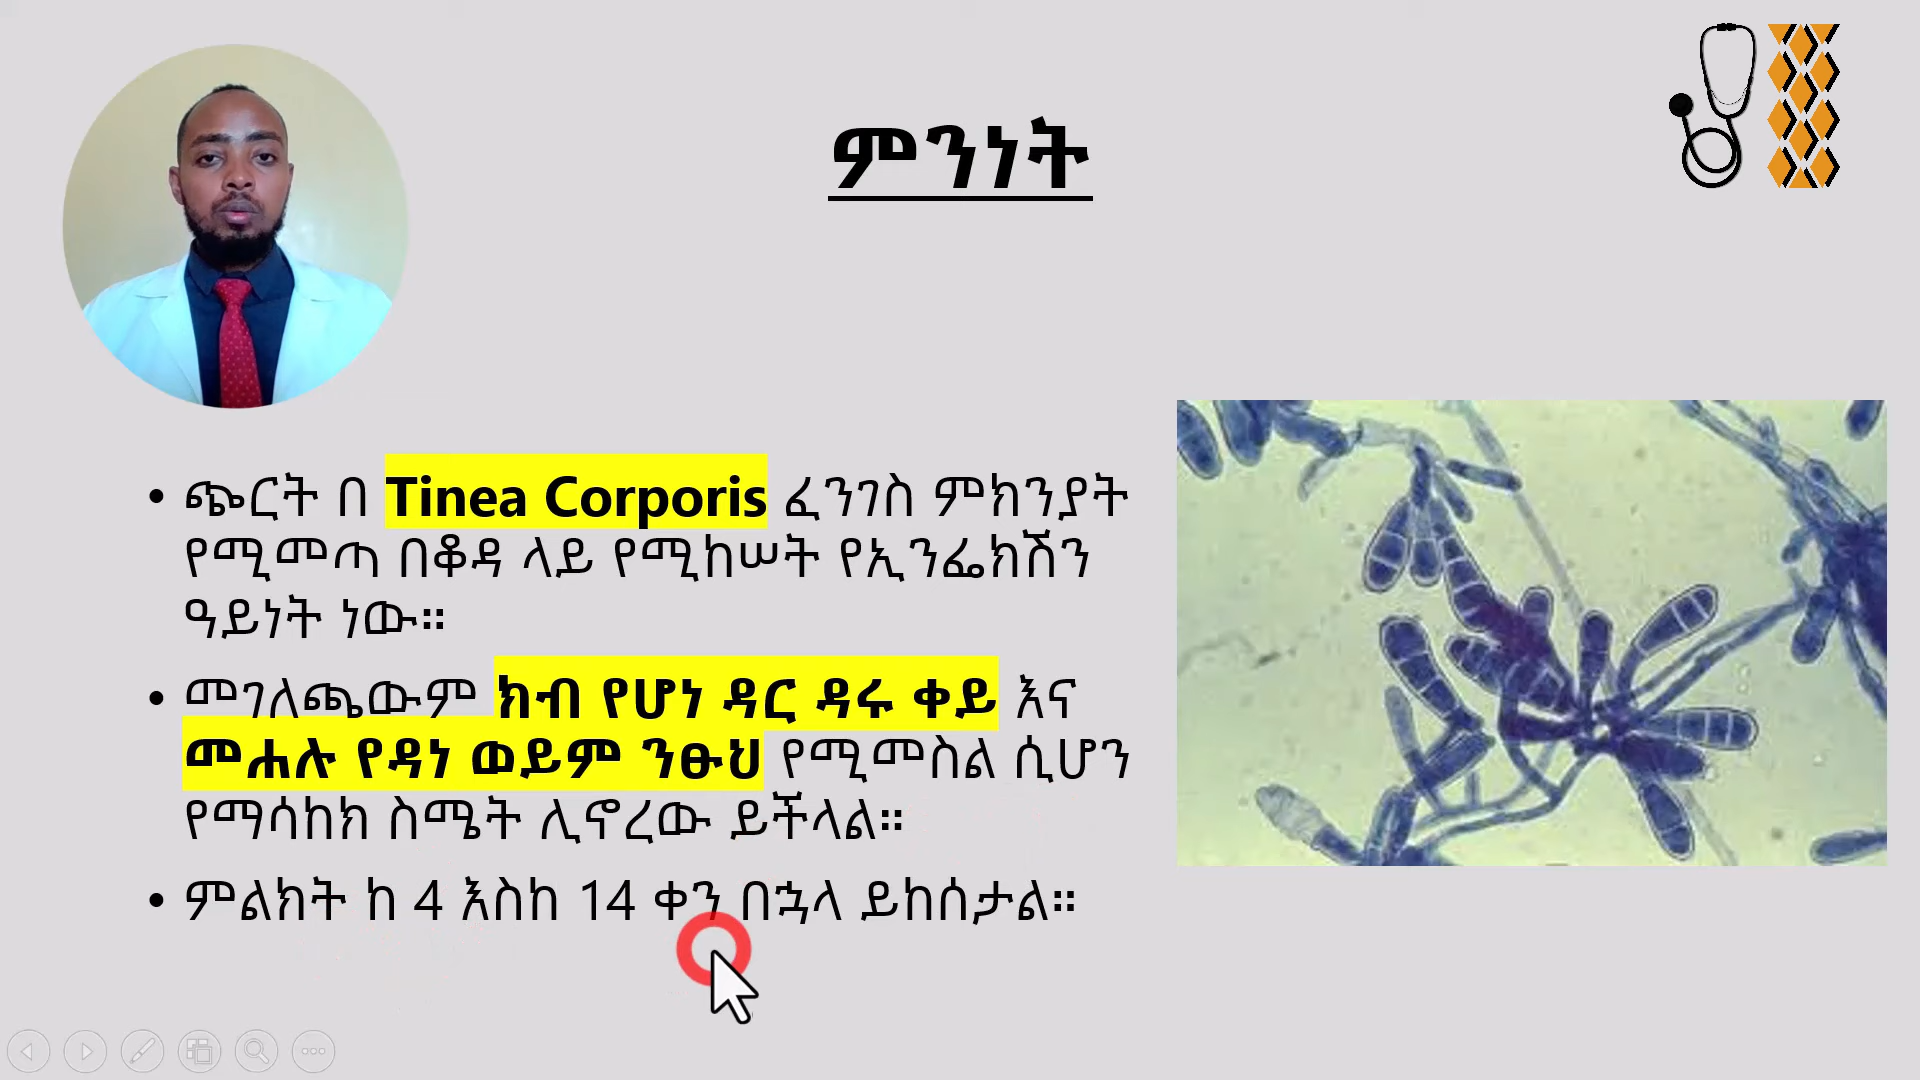 ምንነት
• ጭርት በ Tinea Corporis ፈንገስ ምክንያት
የሚመጣ በቆዳ ላይ የሚከሠት የኢንፌክሽን
ዓይነት ነው።
• መገለጫውም ክብ የሆነ ዳር ዳሩ ቀይ እና
መሐሉ የዳነ ወይም ንፁህ የሚመስል ሲሆን
የማሳከክ ስሜት ሊኖረው ይችላል።
• ምልክት ከ 4 እስከ 14 ቀን በኋላ ይከሰታል።